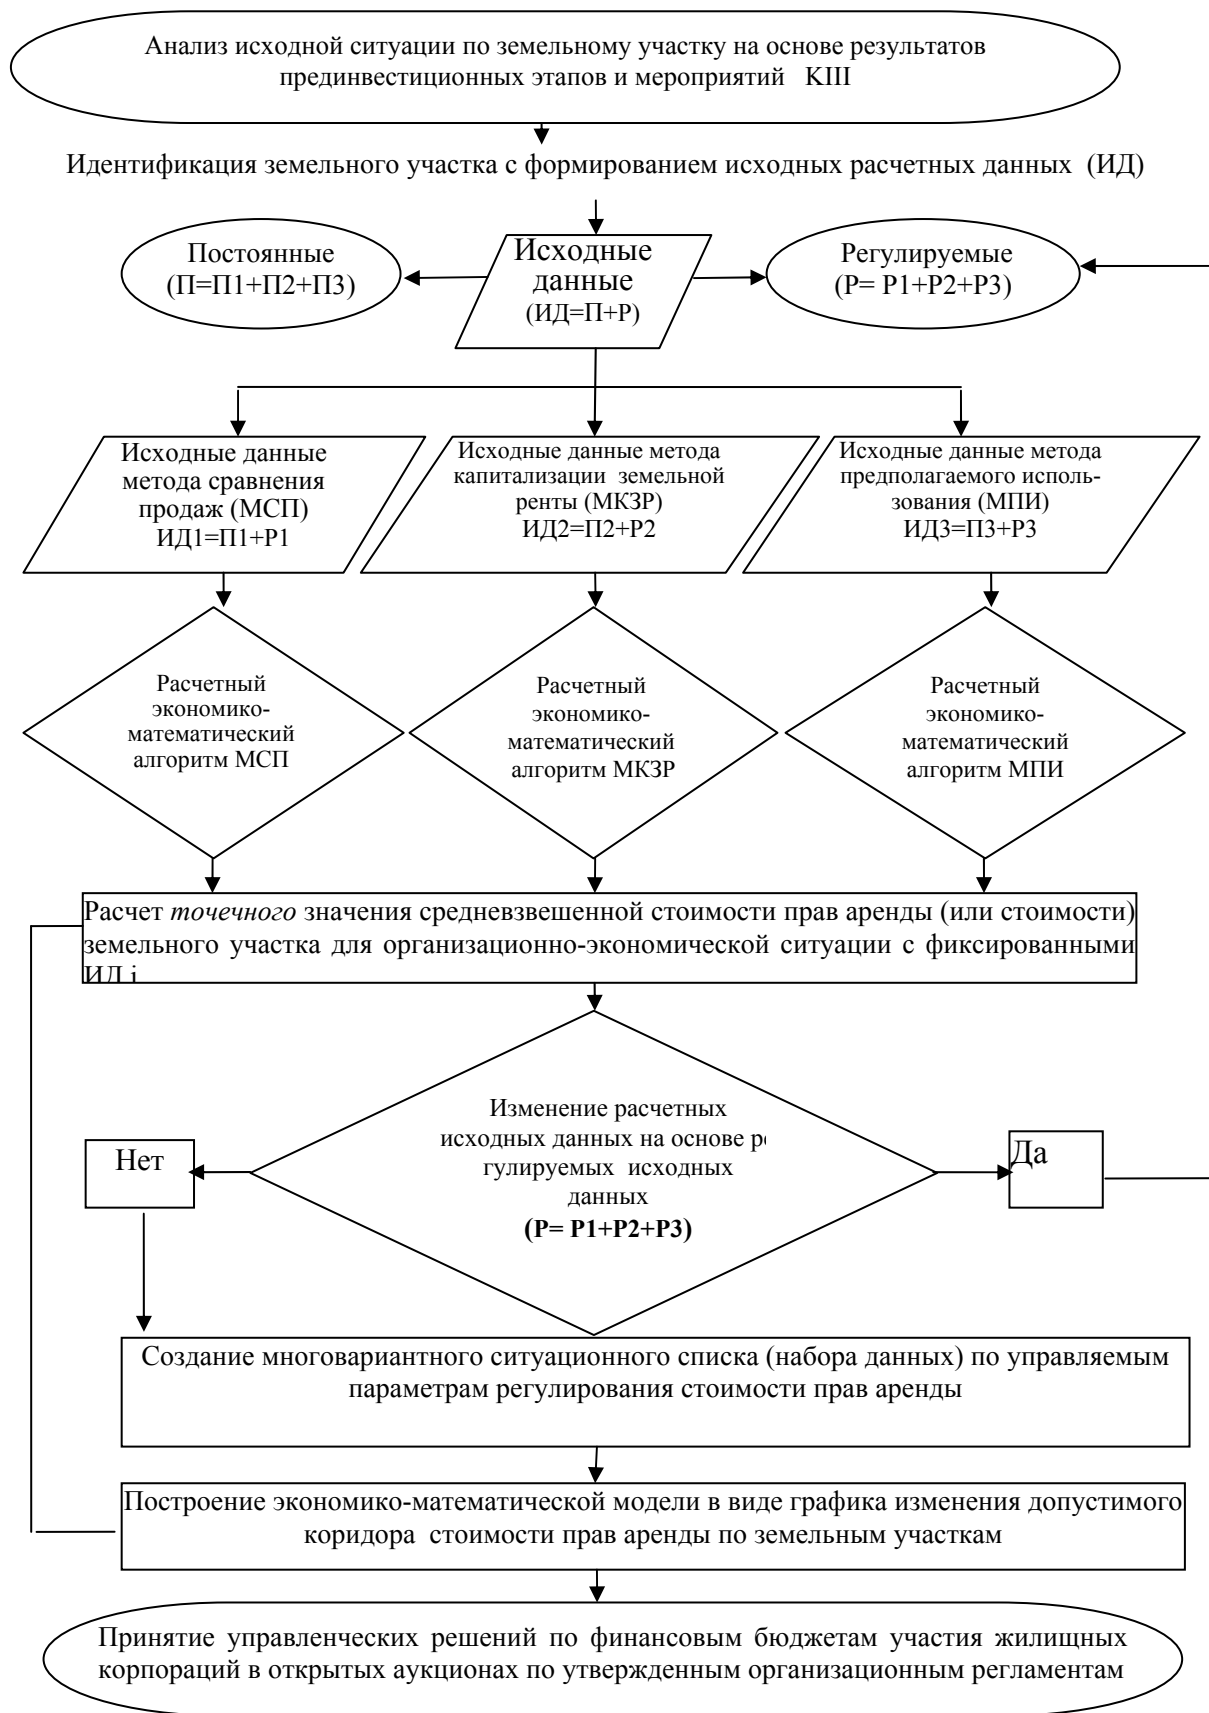 Анализ исходной ситуации по земельному участку на основе результатов
прединвестиционных этапов и мероприятий KIII
Идентификация земельного участка с формированием исходных расчетных данных (ИД)
Постоянные
(П=П1+П2+П3)
Исходные
данные
(ИД=П+Р)
Регулируемые
(Р= Р1+Р2+Р3)
Исходные данные
метода сравнения
продаж (МСП)
ИД1=П1+Р1
Исходные данные метода
капитализации земельной
ренты (МКЗР)
ИД2=П2+Р2
Исходные данные метода
предполагаемого исполь-
зования (МПИ)
ИД3=П3+Р3
Расчетный
экономико-
математический
алгоритм МСП
Расчетный
экономико-
математический
алгоритм МКЗР
Расчетный
экономико-
математический
алгоритм МПИ
Расчет точечного значения средневзвешенной стоимости прав аренды (или стоимости)
земельного участка для организационно-экономической ситуации с фиксированными
ИД i
Изменение расчетных
исходных данных на основе ре
гулируемых исходных
данных
(Р= Р1+Р2+Р3)
Нет
Да
Создание многовариантного ситуационного списка (набора данных) по управляемым
параметрам регулирования стоимости прав аренды
Построение экономико-математической модели в виде графика изменения допустимого
коридора стоимости прав аренды по земельным участкам
Принятие управленческих решений по финансовым бюджетам участия жилищных
корпораций в открытых аукционах по утвержденным организационным регламентам